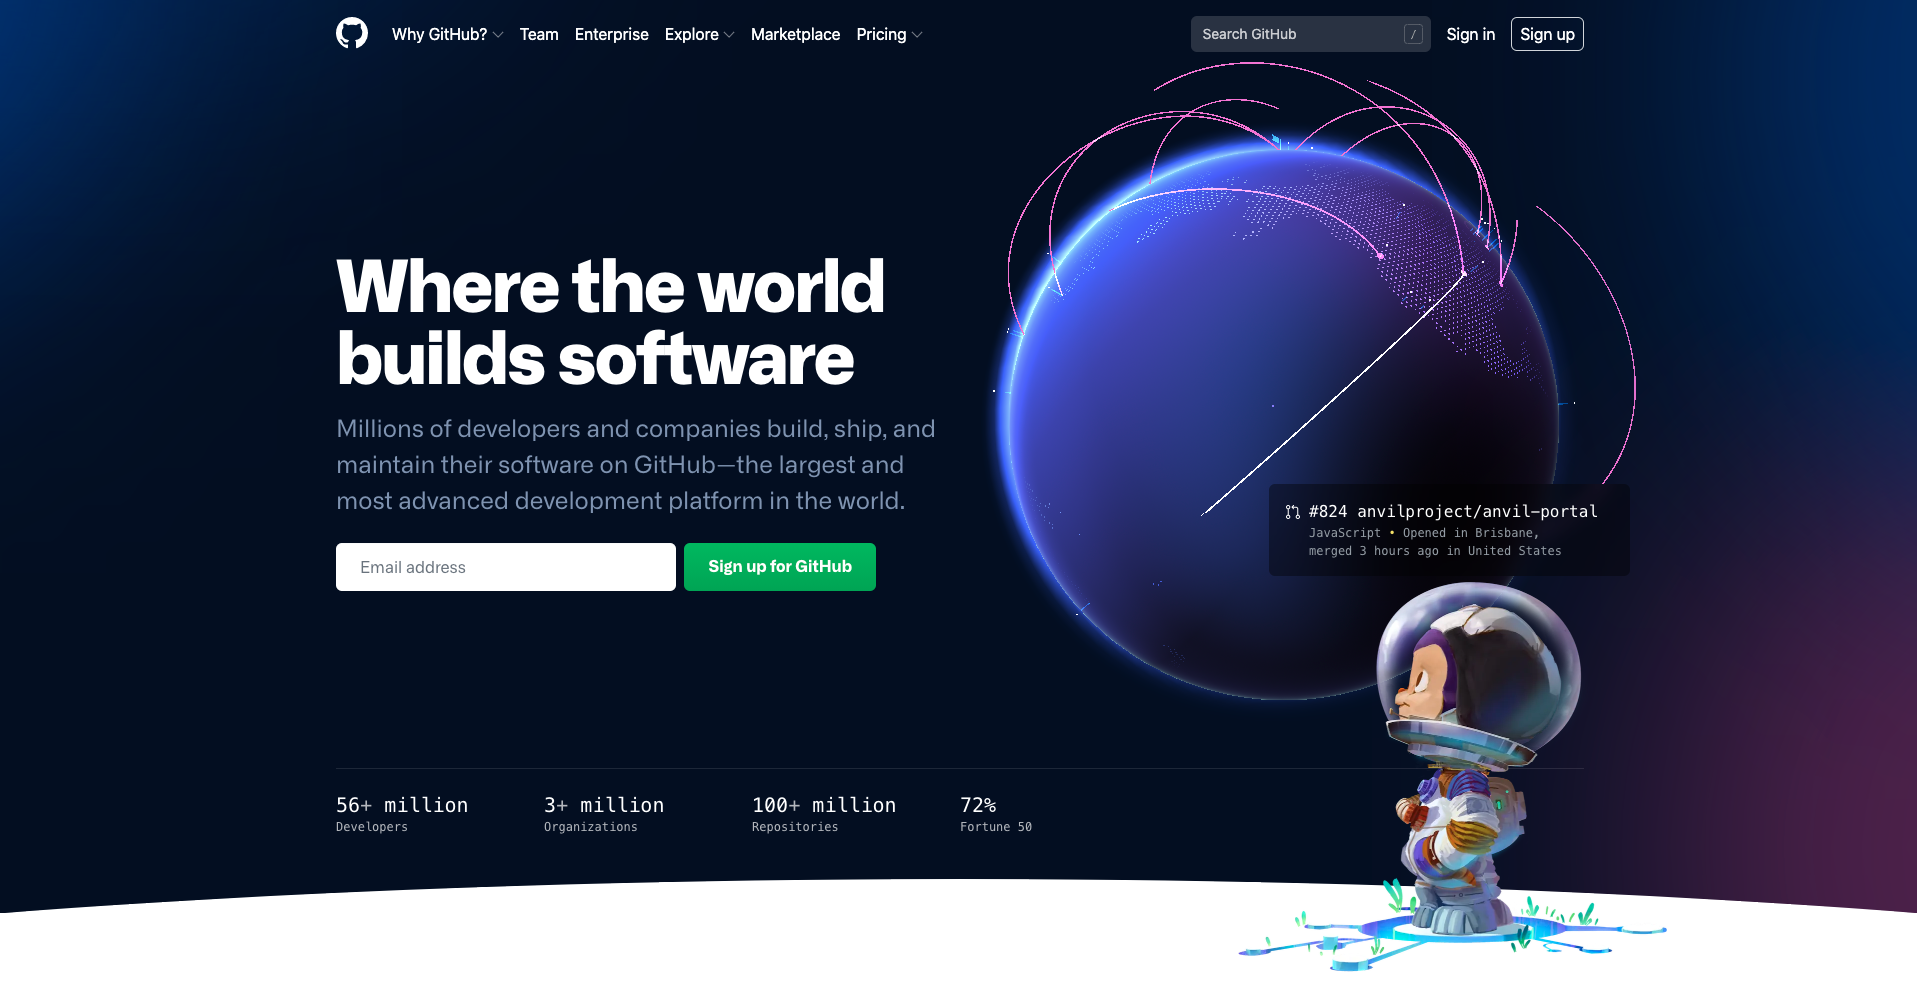 Why GitHub?
Team
Enterprise
Explore
Marketplace
Pricing
Search GitHub
/
Sign in
Sign up
Where the world
builds software
Millions of developers and companies build, ship, and
maintain their software on GitHub—the largest and
most advanced development platform in the world.
Email address
Sign up for GitHub
#824 anvilproject/anvil-portal
JavaScript • Opened in Brisbane,
merged 3 hours ago in United States
56+ million
Developers
3+ million
Organizations
100+ million
Repositories
72%
Fortune 50